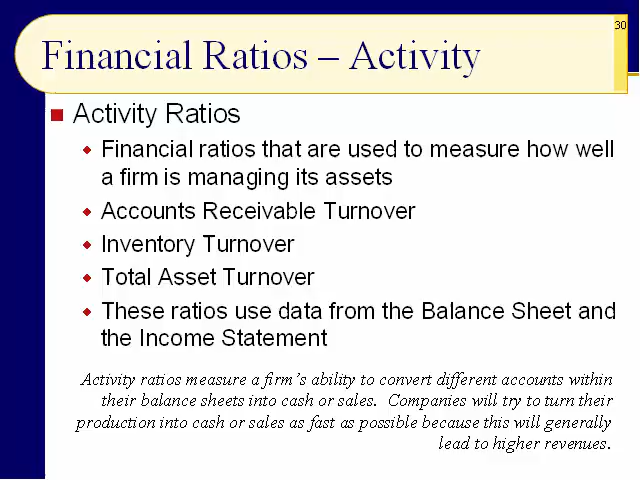 30
Financial Ratios – Activity
Activity Ratios
Financial ratios that are used to measure how well
a firm is managing its assets
Accounts Receivable Turnover
Inventory Turnover
Total Asset Turnover
These ratios use data from the Balance Sheet and
the Income Statement
Activity ratios measure a firm's ability to convert different accounts within
their balance sheets into cash or sales. Companies will try to turn their
production into cash or sales as fast as possible because this will generally
lead to higher revenues.